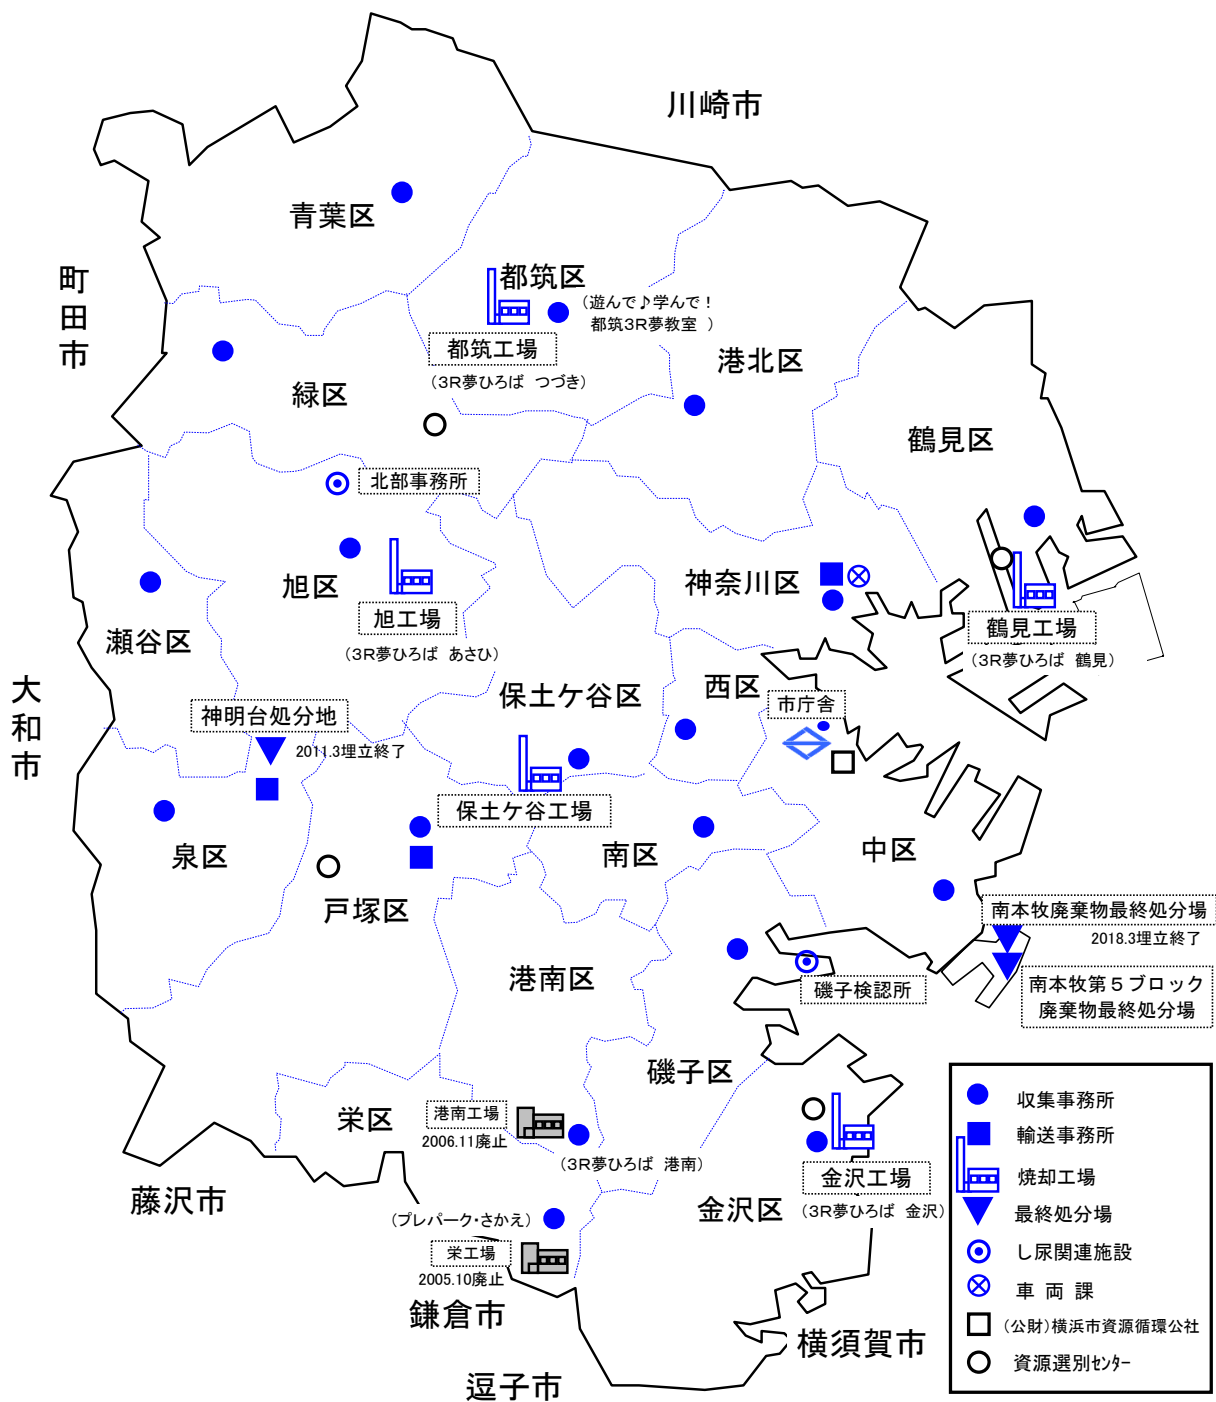 川崎市
青葉区
町田市
都筑区
(遊んで♪学んで!
都筑3R夢教室 )
都筑工場
(3R夢ひろば つづき)
港北区
緑区
鶴見区
北部事務所
旭区
神奈川区
旭工場
(3R夢ひろば あさひ)
鶴見工場
(3R夢ひろば 鶴見)
瀬谷区
大和市
保土ケ谷区
西区
市庁舎
神明台処分地
2011.3埋立終了
保土ケ谷工場
泉区
南区
中区
戸塚区
南本牧廃棄物最終処分場
2018.3埋立終了
港南区
磯子検認所
南本牧第5ブロック
廃棄物最終処分場
磯子区
栄区
港南工場
2006.11廃止
(3R夢ひろば 港南)
金沢工場
(3R夢ひろば 金沢)
金沢区
藤沢市
(プレパーク・さかえ)
栄工場
2005.10廃止
鎌倉市
横須賀市
逗子市
収集事務所
輸送事務所
焼却工場
最終処分場
し尿関連施設
車両課
(公財)横浜市資源循環公社
資源選別センター